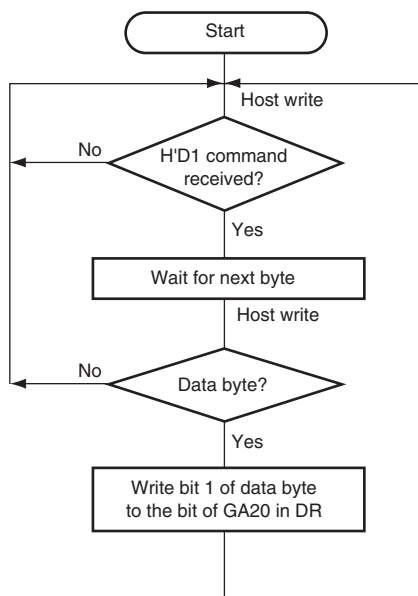 Start
Host write
No
H'D1 command
received?
Yes
Wait for next byte
Host write
No
Data byte?
Yes
Write bit 1 of data byte
to the bit of GA20 in DR